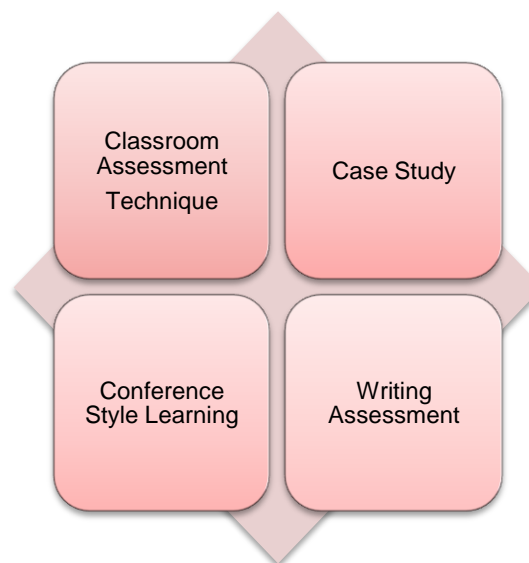 Classroom
Assessment
Technique
Case Study
Conference
Style Learning
Writing
Assessment